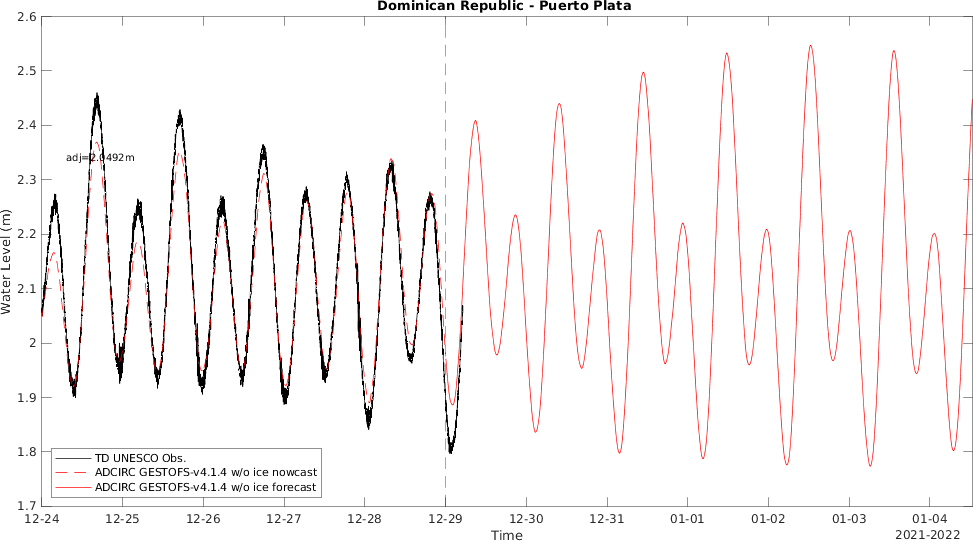 Dominican Republic - Puerto Plata
2.6
2.5
2.4
2.3
2.2
2.1
2
1.9
1.8
1.7
Water Level (m)
adj=2.0492m
TD UNESCO Obs.
ADCIRC GESTOFS-v4.1.4 w/o ice nowcast
ADCIRC GESTOFS-v4.1.4 w/o ice forecast
12-24 12-25 12-26 12-27 12-28 12-29 12-30 12-31 01-01 01-02 01-03 01-04
Time
2021-2022